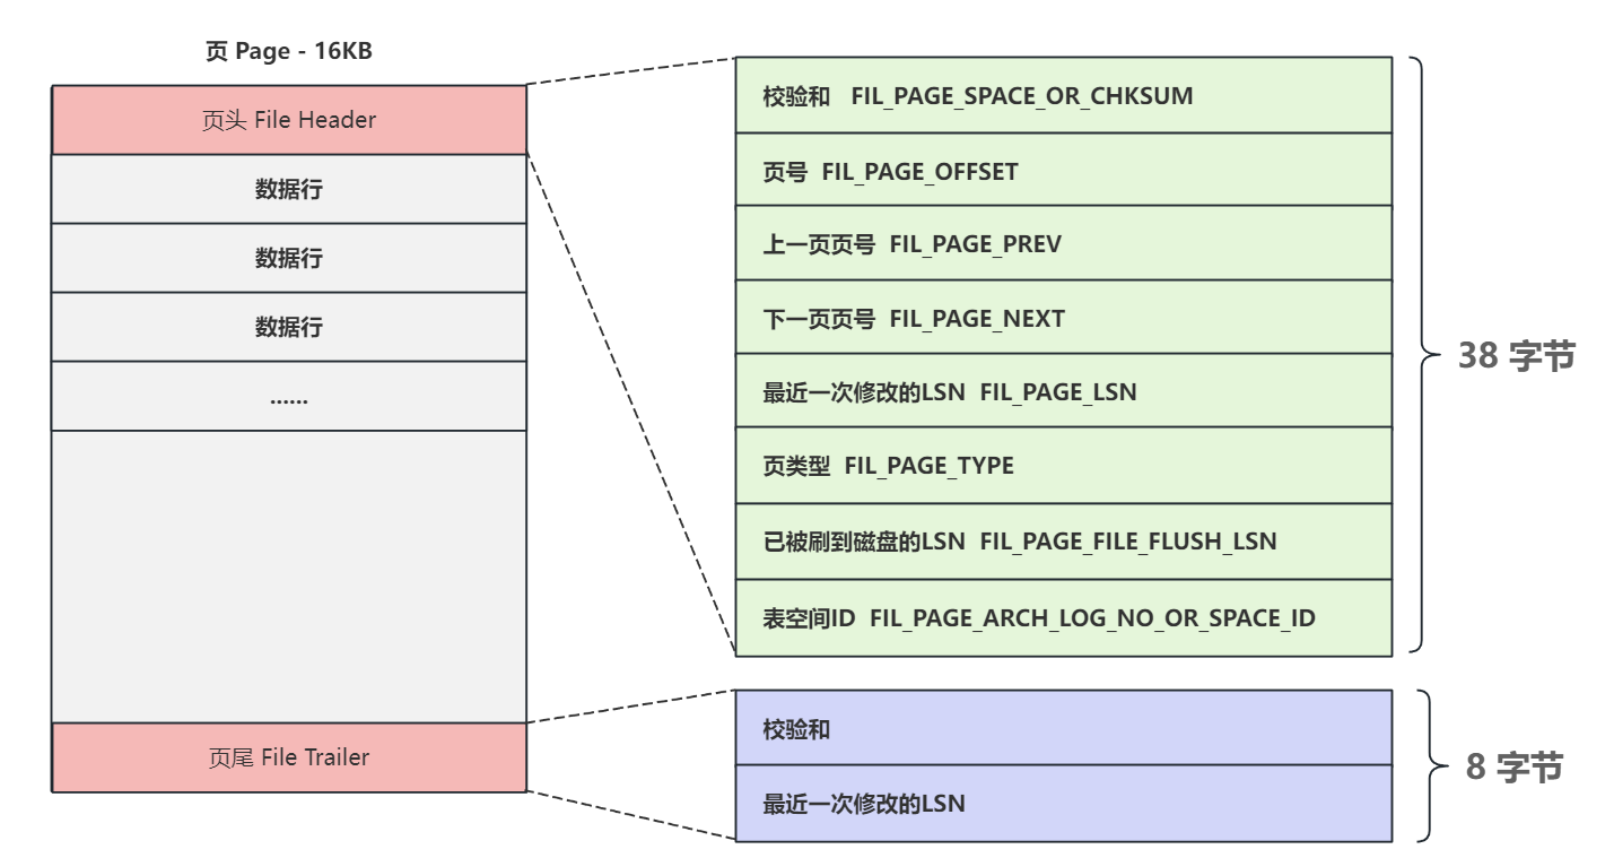 页 Page - 16KB
页头 File Header
数据行
数据行
数据行
......
页尾 File Trailer
校验和 FIL_PAGE_SPACE_OR_CHKSUM
页号 FIL_PAGE_OFFSET
上一页页号 FIL_PAGE_PREV
下一页页号 FIL_PAGE_NEXT
最近一次修改的LSN FIL_PAGE_LSN
页类型 FIL_PAGE_TYPE
已被刷到磁盘的LSN FIL_PAGE_FILE_FLUSH_LSN
表空间ID FIL_PAGE_ARCH_LOG_NO_OR_SPACE_ID
38 字节
校验和
最近一次修改的LSN
8 字节